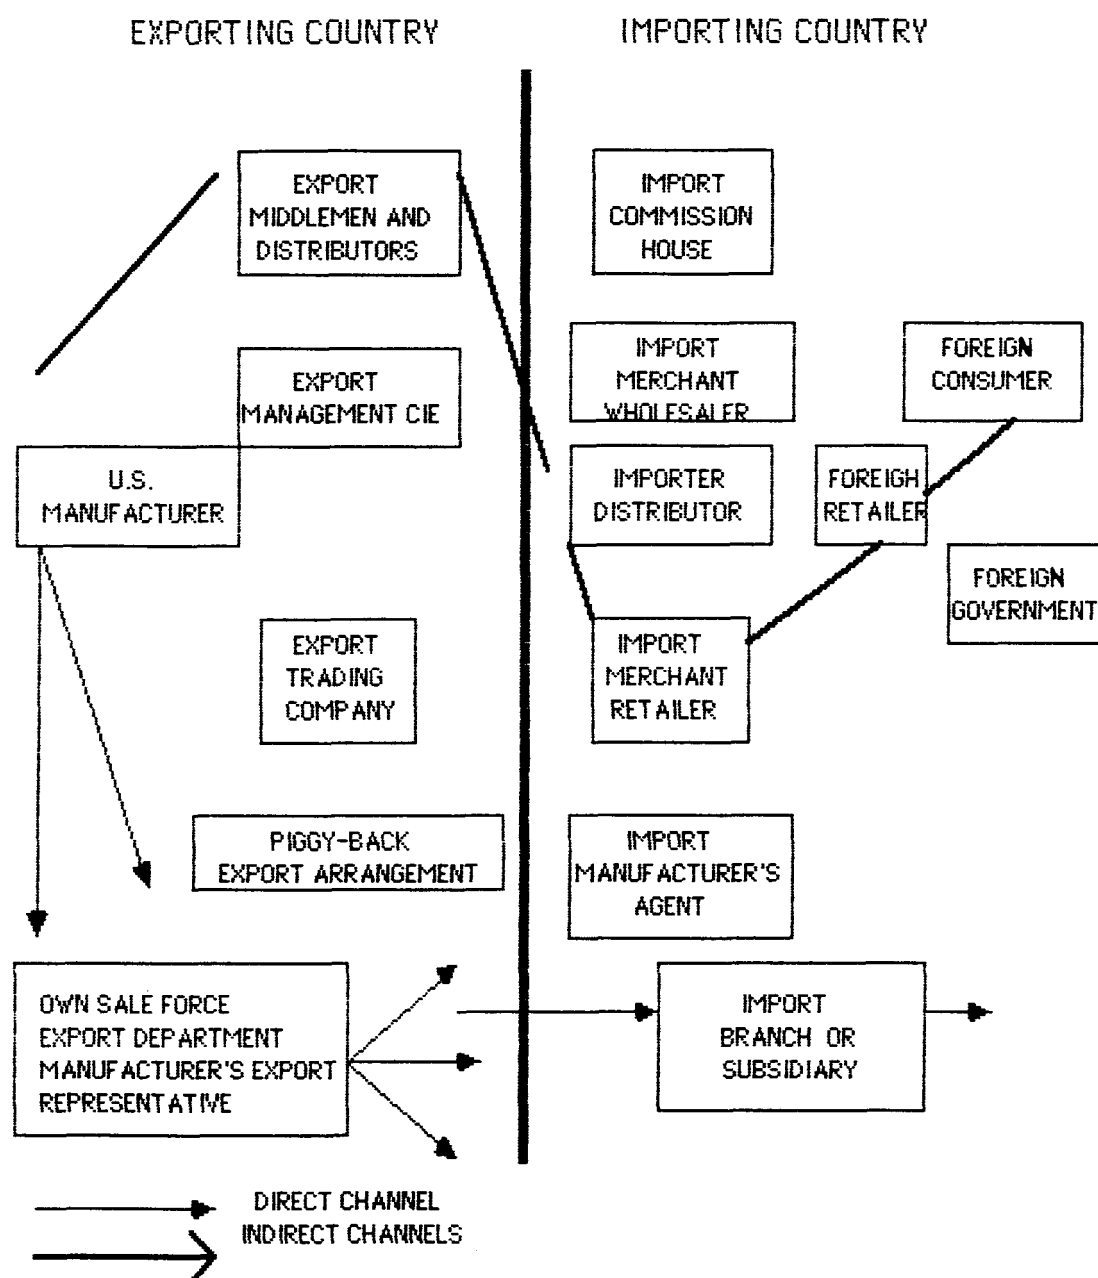 EXPORTING COUNTRY
IMPORTING COUNTRY
EXPORT
MIDDLEMEN AND
DISTRIBUTORS
IMPORT
COMMISSION
HOUSE
EXPORT
MANAGEMENT CIE
IMPORT
MERCHANT
WHOLESALER
FOREIGN
CONSUMER
U.S.
MANUFACTURER
IMPORTER
DISTRIBUTOR
FOREIGH
RETAILER
FOREIGN
GOVERNMENT
EXPORT
TRADING
COMPANY
IMPORT
MERCHANT
RETAILER
PIGGY-BACK
EXPORT ARRANGEMENT
IMPORT
MANUFACTURER'S
AGENT
OWN SALE FORCE
EXPORT DEPARTMENT
MANUFACTURER'S EXPORT
REPRESENTATIVE
IMPORT
BRANCH OR
SUBSIDIARY
DIRECT CHANNEL
INDIRECT CHANNELS